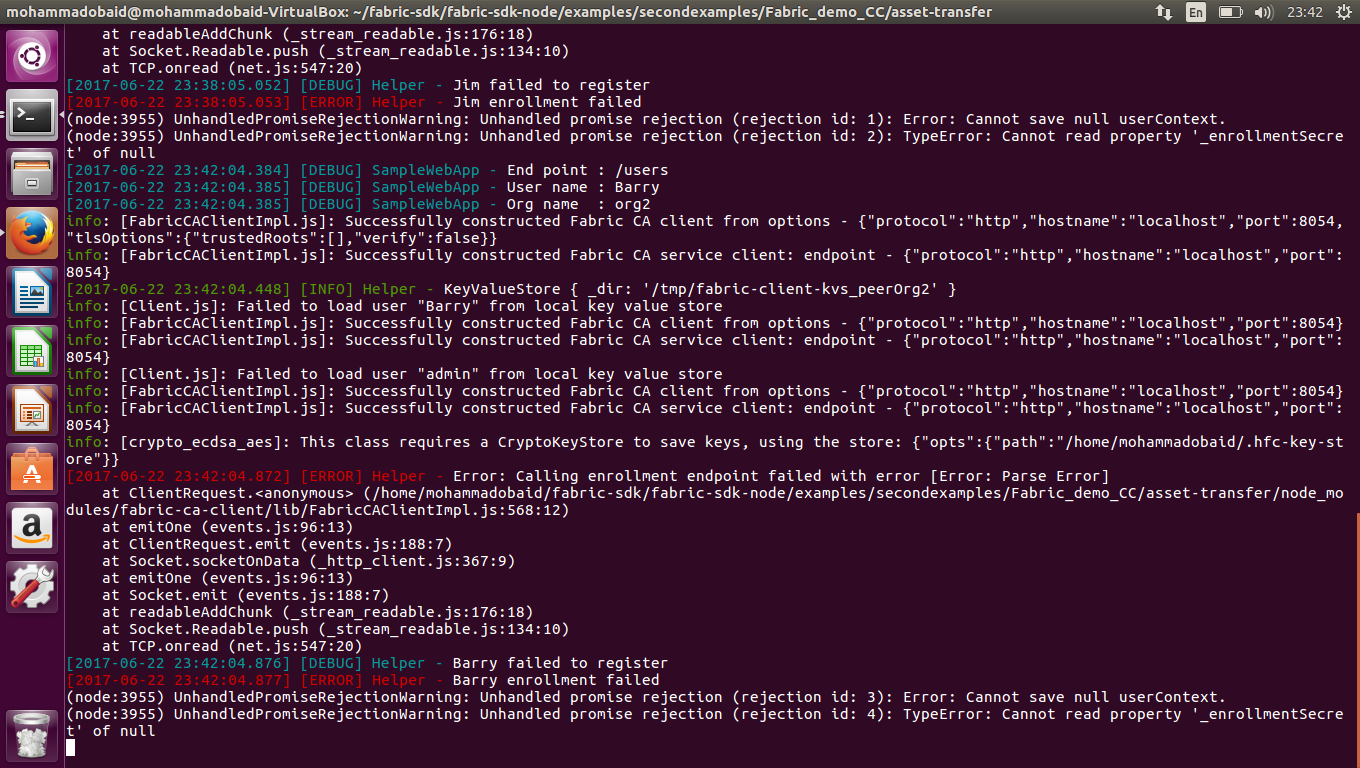 mohammadobaid@mohammadobaid-VirtualBox: ~/fabric-sdk/fabric-sdk-node/examples/secondexamples/Fabric_demo_CC/asset-transfer
En
23:42
    at readableAddChunk (_stream_readable.js:176:18)
    at Socket.Readable.push (_stream_readable.js:134:10)
    at TCP.onread (net.js:547:20)
[2017-06-22 23:38:05.052] [DEBUG] Helper - Jim failed to register
[2017-06-22 23:38:05.053] [ERROR] Helper - Jim enrollment failed
(node:3955) UnhandledPromiseRejectionWarning: Unhandled promise rejection (rejection id: 1): Error: Cannot save null userContext.
(node:3955) UnhandledPromiseRejectionWarning: Unhandled promise rejection (rejection id: 2): TypeError: Cannot read property '_enrollmentSecre
t' of null
[2017-06-22 23:42:04.384] [DEBUG] SampleWebApp - End point : /users
[2017-06-22 23:42:04.385] [DEBUG] SampleWebApp - User name : Barry
[2017-06-22 23:42:04.385] [DEBUG] SampleWebApp - Org name  : org2
info: [FabricCAClientImpl.js]: Successfully constructed Fabric CA client from options - {"protocol":"http","hostname":"localhost","port":8054,
"tlsOptions":{"trustedRoots":[],"verify":false}}
info: [FabricCAClientImpl.js]: Successfully constructed Fabric CA service client: endpoint - {"protocol":"http","hostname":"localhost","port":
8054}
[2017-06-22 23:42:04.448] [INFO] Helper - KeyValueStore { _dir: '/tmp/fabric-client-kvs_peerOrg2' }
info: [Client.js]: Failed to load user "Barry" from local key value store
info: [FabricCAClientImpl.js]: Successfully constructed Fabric CA client from options - {"protocol":"http","hostname":"localhost","port":8054}
info: [FabricCAClientImpl.js]: Successfully constructed Fabric CA service client: endpoint - {"protocol":"http","hostname":"localhost","port":
8054}
info: [Client.js]: Failed to load user "admin" from local key value store
info: [FabricCAClientImpl.js]: Successfully constructed Fabric CA client from options - {"protocol":"http","hostname":"localhost","port":8054}
info: [FabricCAClientImpl.js]: Successfully constructed Fabric CA service client: endpoint - {"protocol":"http","hostname":"localhost","port":
8054}
info: [crypto_ecdsa_aes]: This class requires a CryptoKeyStore to save keys, using the store: {"opts":{"path":"/home/mohammadobaid/.hfc-key-st
ore"}}
[2017-06-22 23:42:04.872] [ERROR] Helper - Error: Calling enrollment endpoint failed with error [Error: Parse Error]
    at ClientRequest.<anonymous> (/home/mohammadobaid/fabric-sdk/fabric-sdk-node/examples/secondexamples/Fabric_demo_CC/asset-transfer/node_mo
dules/fabric-ca-client/lib/FabricCAClientImpl.js:568:12)
    at emitOne (events.js:96:13)
    at ClientRequest.emit (events.js:188:7)
    at Socket.socketOnData (_http_client.js:367:9)
    at emitOne (events.js:96:13)
    at Socket.emit (events.js:188:7)
    at readableAddChunk (_stream_readable.js:176:18)
    at Socket.Readable.push (_stream_readable.js:134:10)
    at TCP.onread (net.js:547:20)
[2017-06-22 23:42:04.876] [DEBUG] Helper - Barry failed to register
[2017-06-22 23:42:04.877] [ERROR] Helper - Barry enrollment failed
(node:3955) UnhandledPromiseRejectionWarning: Unhandled promise rejection (rejection id: 3): Error: Cannot save null userContext.
(node:3955) UnhandledPromiseRejectionWarning: Unhandled promise rejection (rejection id: 4): TypeError: Cannot read property '_enrollmentSecre
t' of null